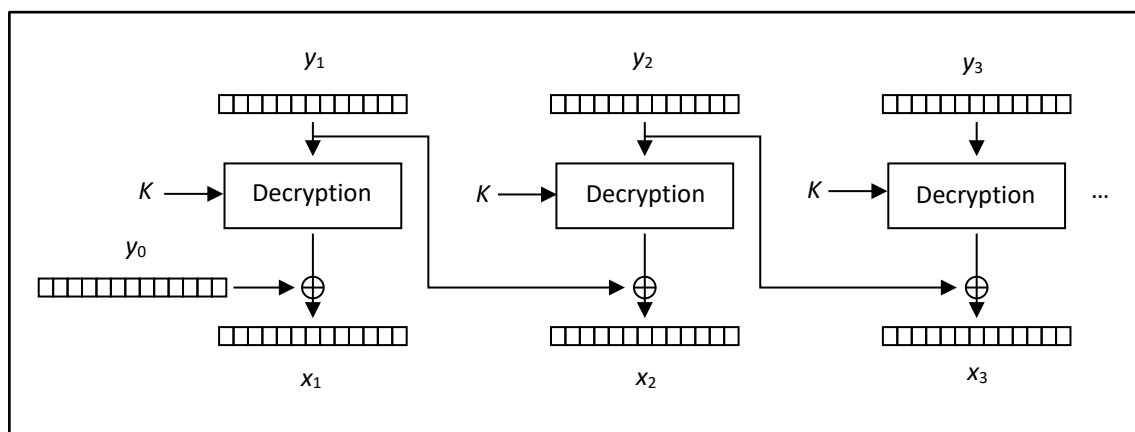 y₁ y₂ y₃
K Decryption K Decryption K Decryption ...
y₀
x₁ x₂ x₃